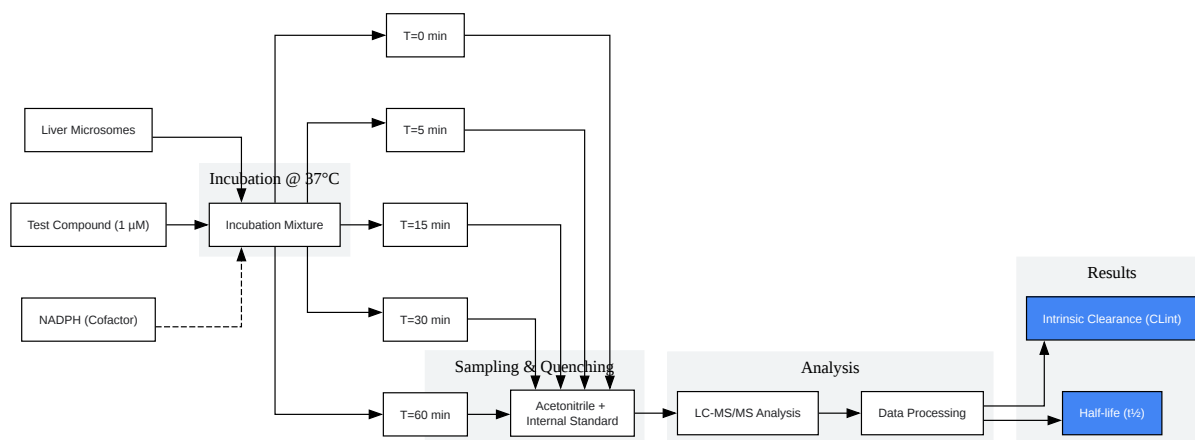 T=0 min
Liver Microsomes
T=5 min
Incubation @ 37°C
Test Compound (1 µM)
Incubation Mixture
T=15 min
NADPH (Cofactor)
T=30 min
Results
Intrinsic Clearance (CLint)
Sampling & Quenching
Analysis
T=60 min
Acetonitrile +
Internal Standard
LC-MS/MS Analysis
Data Processing
Half-life (t½)